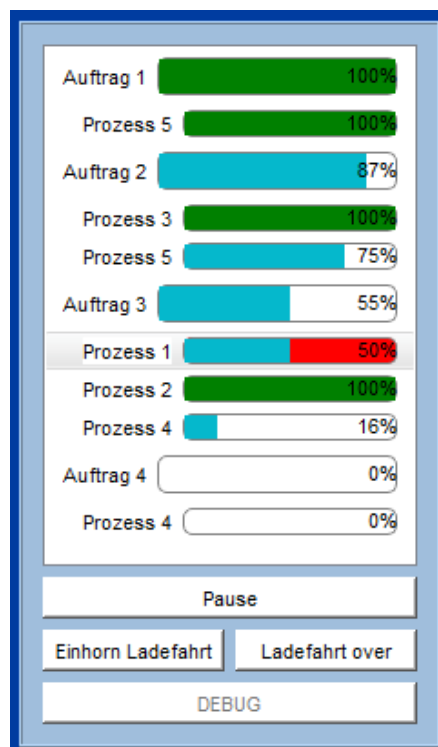 Auftrag 1 100%
Prozess 5 100%
Auftrag 2 87%
Prozess 3 100%
Prozess 5 75%
Auftrag 3 55%
Prozess 1 50%
Prozess 2 100%
Prozess 4 16%
Auftrag 4 0%
Prozess 4 0%
Pause
Einhorn Ladefahrt Ladefahrt over
DEBUG